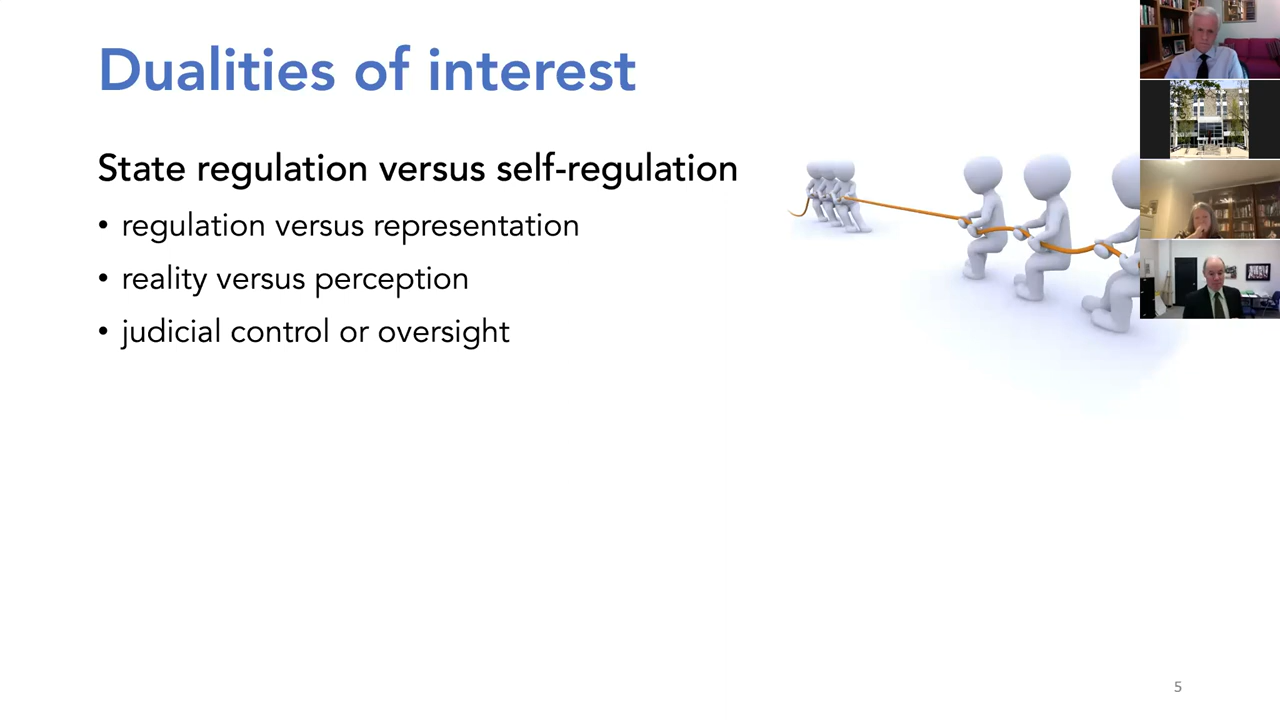 Dualities of interest
State regulation versus self-regulation
• regulation versus representation
• reality versus perception
• judicial control or oversight
5